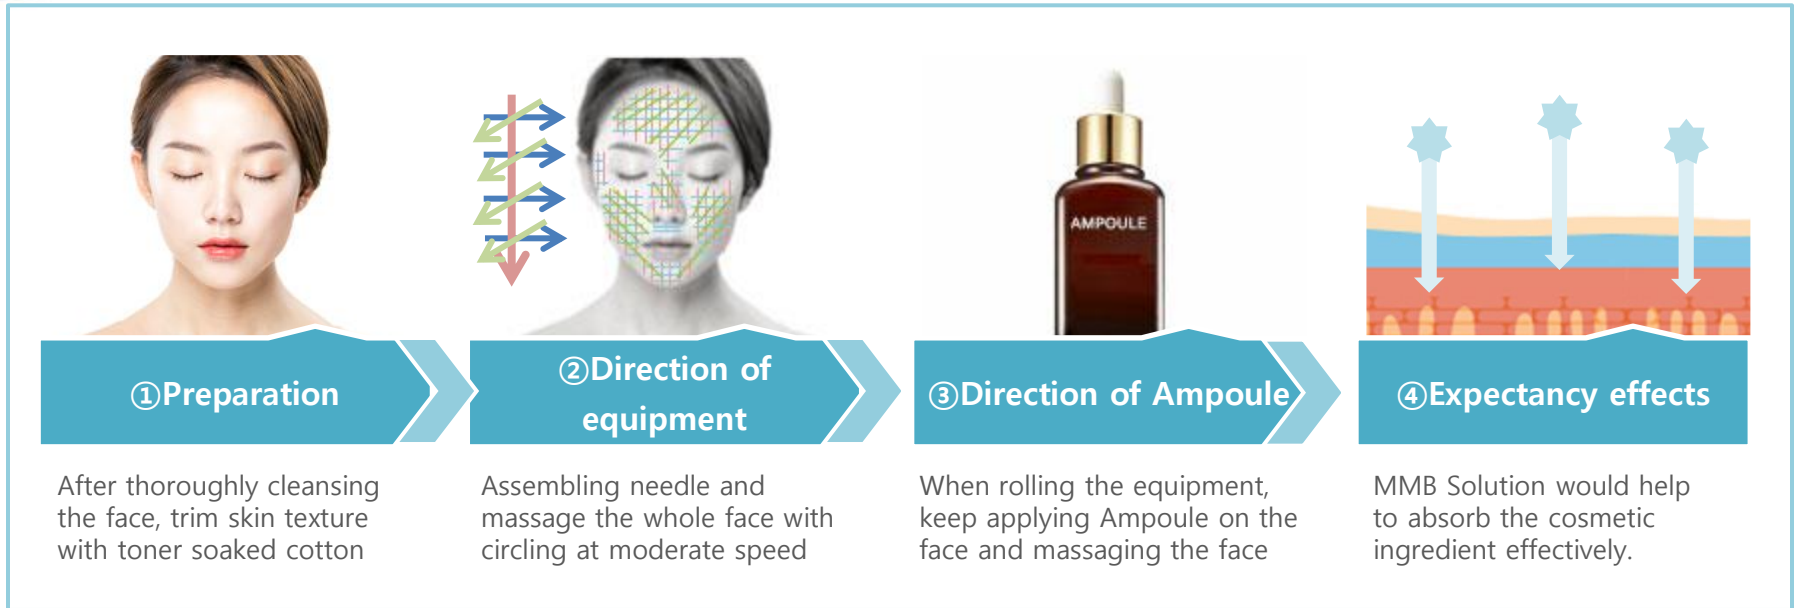 AMPOULE
①Preparation
②Direction of
equipment
③Direction of Ampoule
④Expectancy effects
After thoroughly cleansing
the face, trim skin texture
with toner soaked cotton
Assembling needle and
massage the whole face with
circling at moderate speed
When rolling the equipment,
keep applying Ampoule on the
face and massaging the face
MMB Solution would help
to absorb the cosmetic
ingredient effectively.